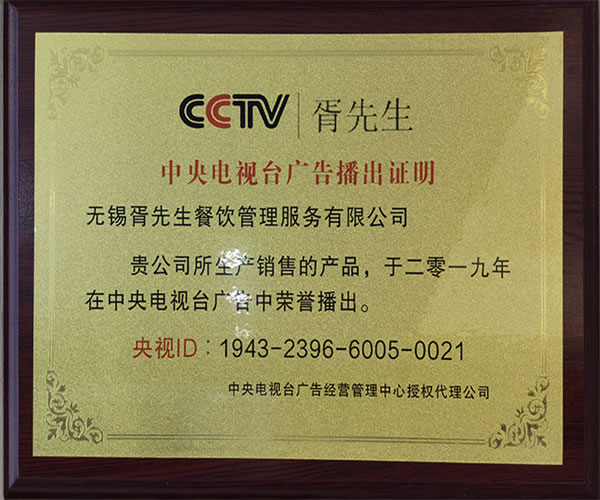 CCTV 胥先生
中央电视台广告播出证明
无锡胥先生餐饮管理服务有限公司
贵公司所生产销售的产品，于二零一九年
在中央电视台广告中荣誉播出。
央视ID：1943-2396-6005-0021
中央电视台广告经营管理中心授权代理公司